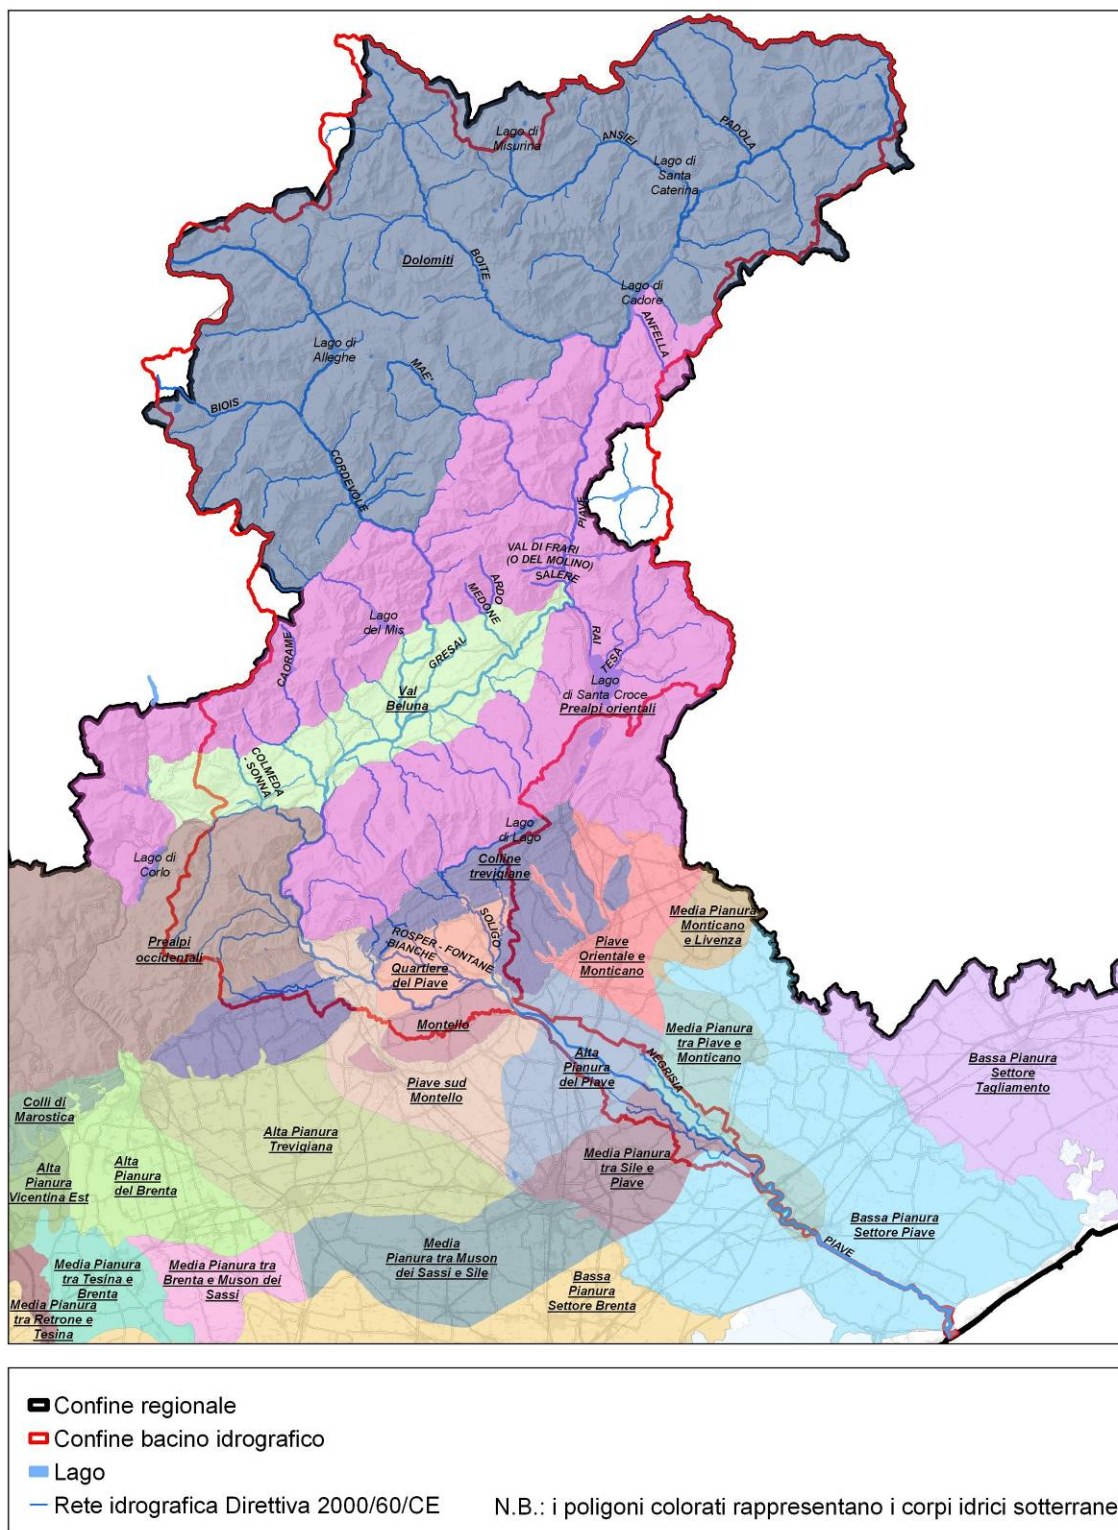 Lago di
Misurina
ANSIEI
PADOLA
Lago di
Santa
Caterina
Dolomiti
BOITE
Lago di
Cadore
ANFELLA
Lago di
Alleghe
MAE'
BIOIS
CORDEVOLE
PIAVE
VAL DI FRARI
(O DEL MOLINO)
SALERE
ARDO
MEDONE
Lago
del Mis
GRESAL
RAI
TESA
CAORAME
Lago
di Santa Croce
Prealpi orientali
Val
Beluna
COLMEDA
- SONNA
Lago
di Lago
Lago di
Corlo
Colline
trevigiane
SOLIGO
Media Pianura
Monticano
e Livenza
Prealpi
occidentali
ROSPER - FONTANE
BIANCHE
Quartiere
del Piave
Piave
Orientale e
Monticano
Montello
Media Pianura
tra Piave e
Monticano
NEGRISIA
Alta
Pianura
del Piave
Bassa Pianura
Settore
Tagliamento
Piave sud
Montello
Colli di
Marostica
Alta Pianura
Trevigiana
Alta
Pianura
Vicentina Est
Alta
Pianura
del Brenta
Media Pianura
tra Sile e
Piave
Bassa Pianura
Settore Piave
PIAVE
Media
Pianura tra Muson
dei Sassi e Sile
Media Pianura
tra Tesina e
Brenta
Media Pianura tra
Brenta e Muson dei
Sassi
Bassa
Pianura
Settore Brenta
Media Pianura
tra Retrone e
Tesina
Confine regionale
Confine bacino idrografico
Lago
Rete idrografica Direttiva 2000/60/CE
N.B.: i poligoni colorati rappresentano i corpi idrici sotterrane